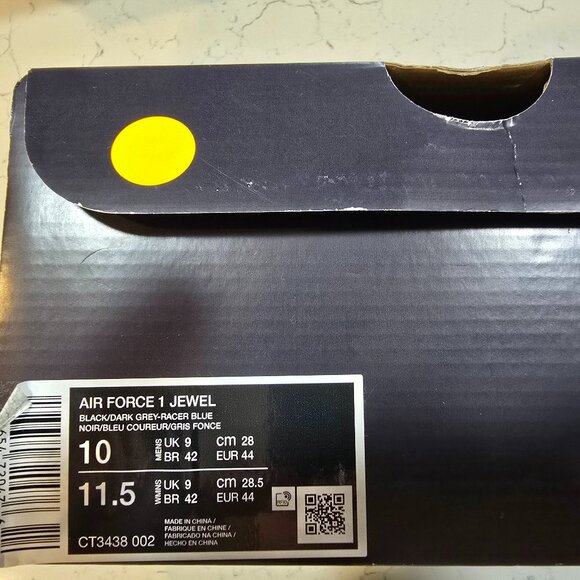 AIR FORCE 1 JEWEL
BLACK/DARK GREY-RACER BLUE
NOIR/BLEU COUREUR/GRIS FONCE
10 MENS UK 9 CM 28
BR 42 EUR 44
11.5 WMNS UK 9 CM 28.5
BR 42 EUR 44
MADE IN CHINA /
FABRIQUE EN CHINE /
FABRICADO NA CHINA /
HECHO EN CHINA
CT3438 002